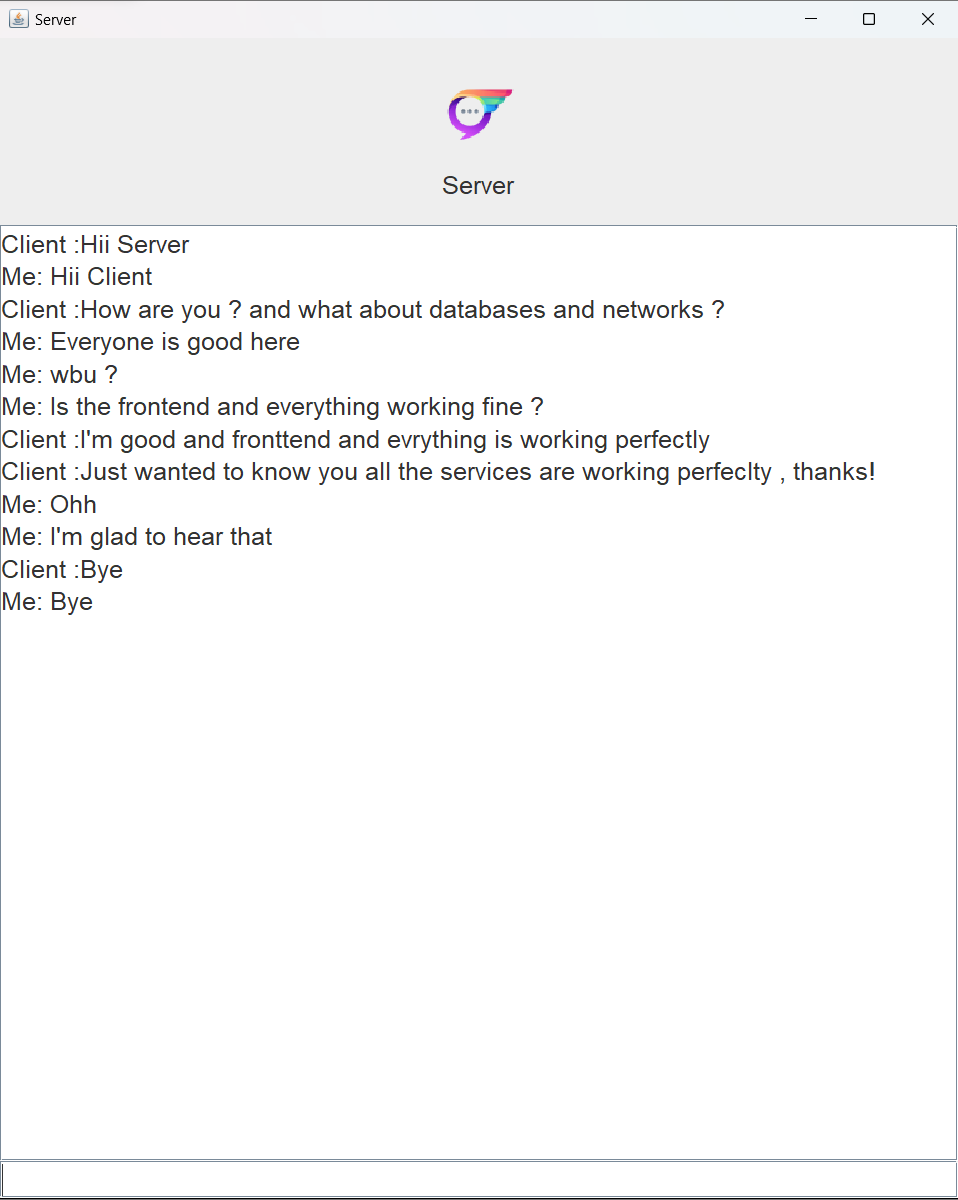 Server
Server
Client :Hii Server
Me: Hii Client
Client :How are you ? and what about databases and networks ?
Me: Everyone is good here
Me: wbu ?
Me: Is the frontend and everything working fine ?
Client :I'm good and fronttend and evrything is working perfectly
Client :Just wanted to know you all the services are working perfeclty , thanks!
Me: Ohh
Me: I'm glad to hear that
Client :Bye
Me: Bye